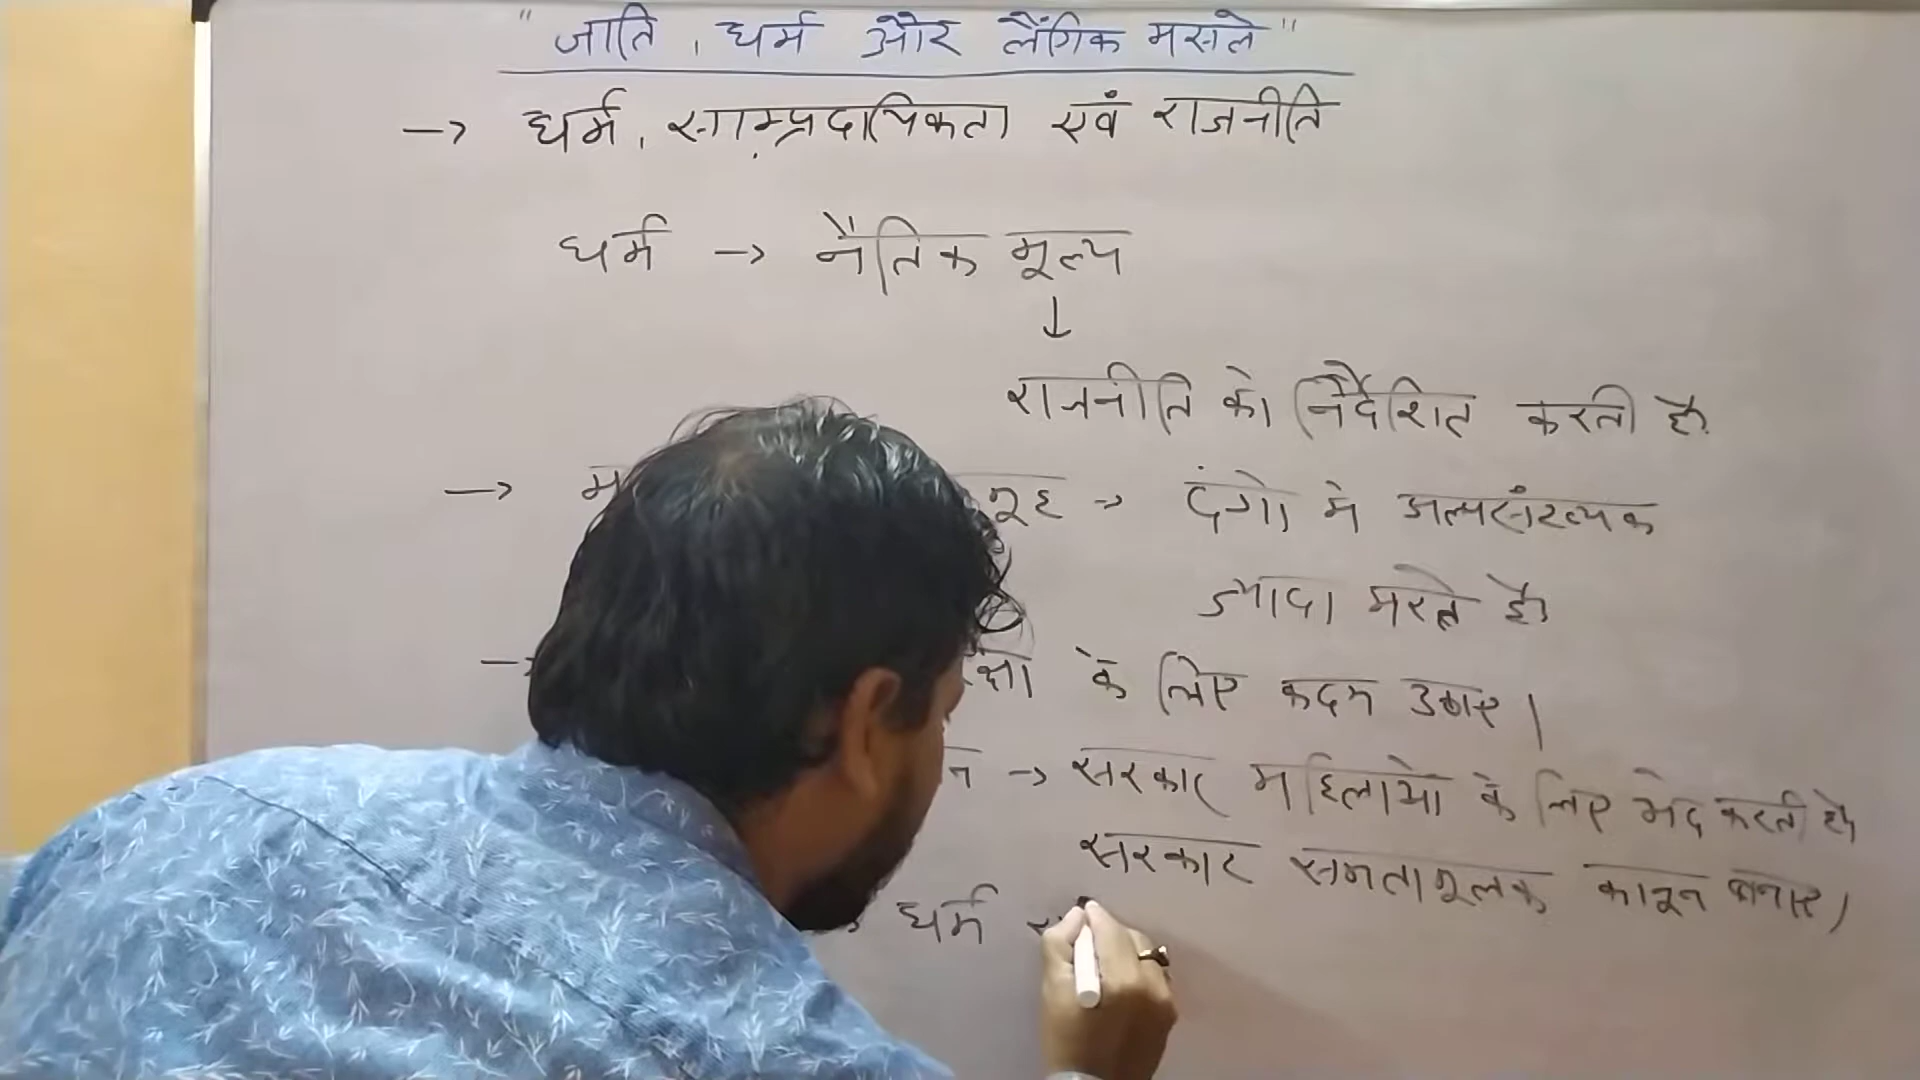 "जाति, धर्म और लैंगिक मसले"
→ धर्म, साम्प्रदायिकता एवं राजनीति
धर्म → नैतिक मूल्य
↓
राजनीति को निर्देशित करती है
→ → दंगो मे अल्पसंख्यक
ज्यादा मरते है
→ के लिए कदम उठाए।
→ सरकार महिलाओ के लिए भेद करती है
सरकार समतामूलक कानून बनाए।
धर्म